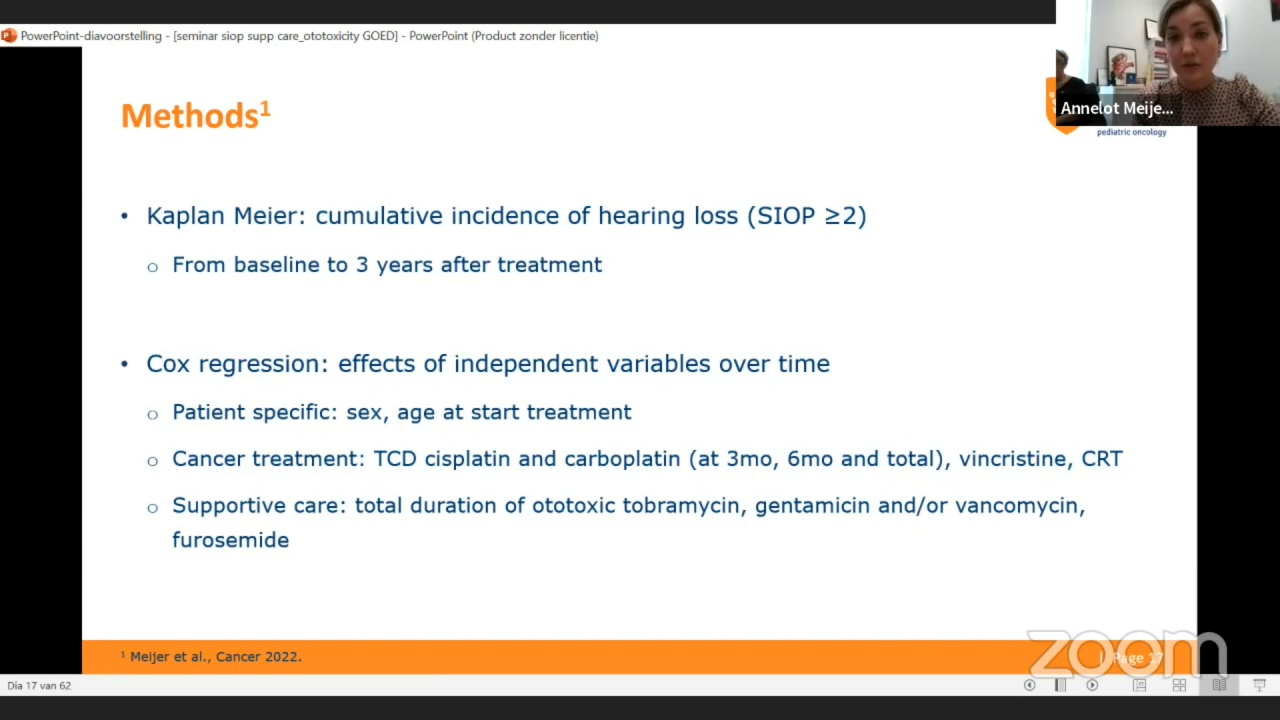 PowerPoint-diavoorstelling - [seminar siop supp care_ototoxicity GOED] - PowerPoint (Product zonder licentie)
Annelot Meije...
pediatric oncology
Methods¹
• Kaplan Meier: cumulative incidence of hearing loss (SIOP ≥2)
o From baseline to 3 years after treatment
• Cox regression: effects of independent variables over time
o Patient specific: sex, age at start treatment
o Cancer treatment: TCD cisplatin and carboplatin (at 3mo, 6mo and total), vincristine, CRT
o Supportive care: total duration of ototoxic tobramycin, gentamicin and/or vancomycin,
furosemide
¹ Meijer et al., Cancer 2022.
| Page 17
zoom
Dia 17 van 62